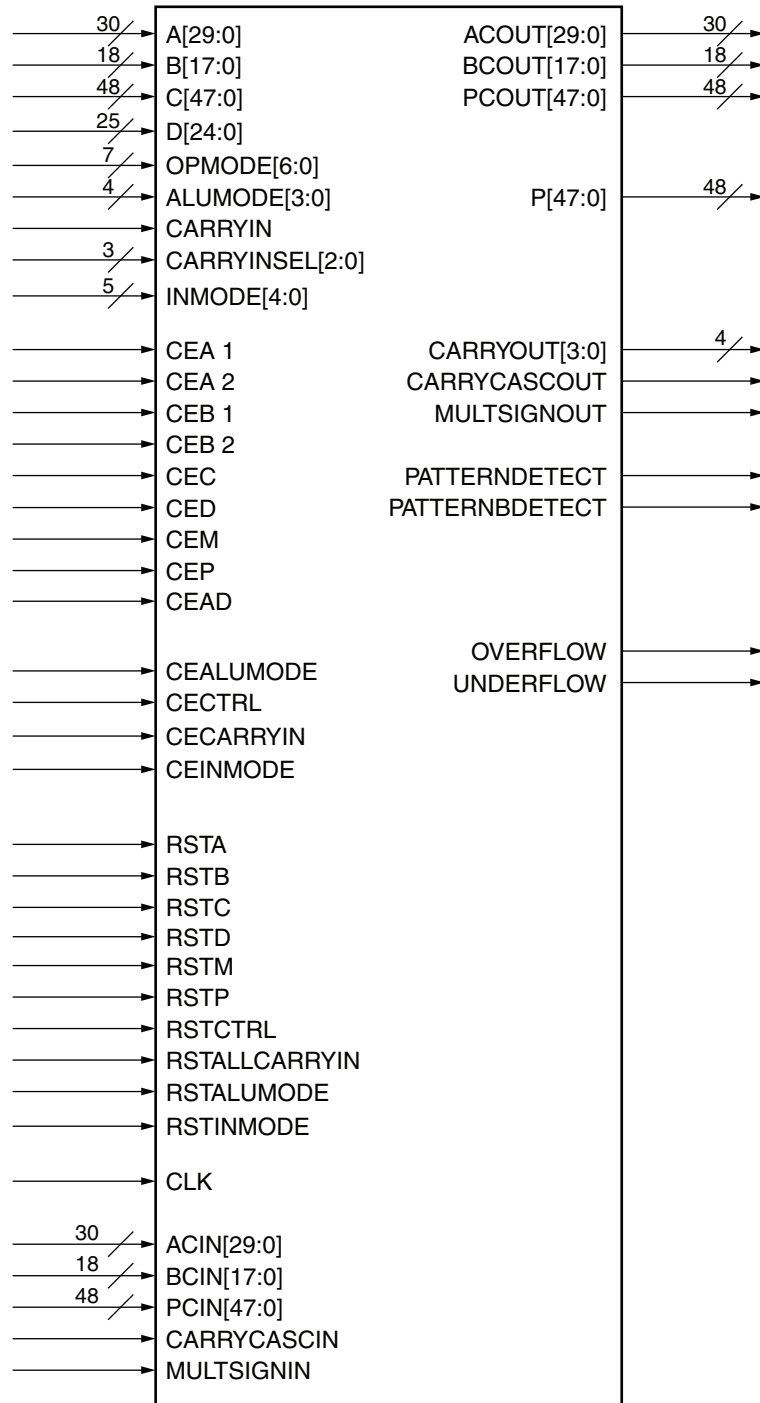 30 A[29:0] ACOUT[29:0] 30
18 B[17:0] BCOUT[17:0] 18
48 C[47:0] PCOUT[47:0] 48
25 D[24:0]
7 OPMODE[6:0]
4 ALUMODE[3:0] P[47:0] 48
CARRYIN
3 CARRYINSEL[2:0]
5 INMODE[4:0]
CEA 1 CARRYOUT[3:0] 4
CEA 2 CARRYCASCOUT
CEB 1 MULTSIGNOUT
CEB 2
CEC PATTERNDETECT
CED PATTERNBDETECT
CEM
CEP
CEAD
OVERFLOW
CEALUMODE UNDERFLOW
CECTRL
CECARRYIN
CEINMODE
RSTA
RSTB
RSTC
RSTD
RSTM
RSTP
RSTCTRL
RSTALLCARRYIN
RSTALUMODE
RSTINMODE
CLK
30 ACIN[29:0]
18 BCIN[17:0]
48 PCIN[47:0]
CARRYCASCIN
MULTSIGNIN